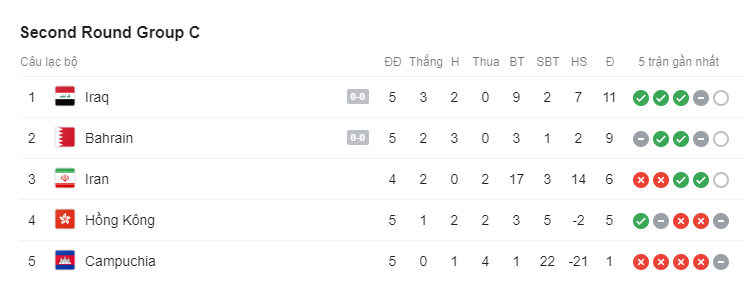 Second Round Group C
Câu lạc bộ ĐĐ Thắng H Thua BT SBT HS Đ 5 trận gần nhất
1 Iraq 0-0 5 3 2 0 9 2 7 11
2 Bahrain 0-0 5 2 3 0 3 1 2 9
3 Iran 4 2 0 2 17 3 14 6
4 Hồng Kông 5 1 2 2 3 5 -2 5
5 Campuchia 5 0 1 4 1 22 -21 1